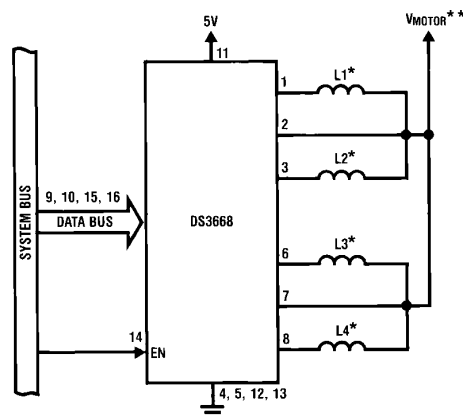 5V
VMOTOR**
11
1
L1*
2
3
L2*
SYSTEM BUS
9, 10, 15, 16
DATA BUS
DS3668
6
L3*
7
14
EN
8
L4*
4, 5, 12, 13